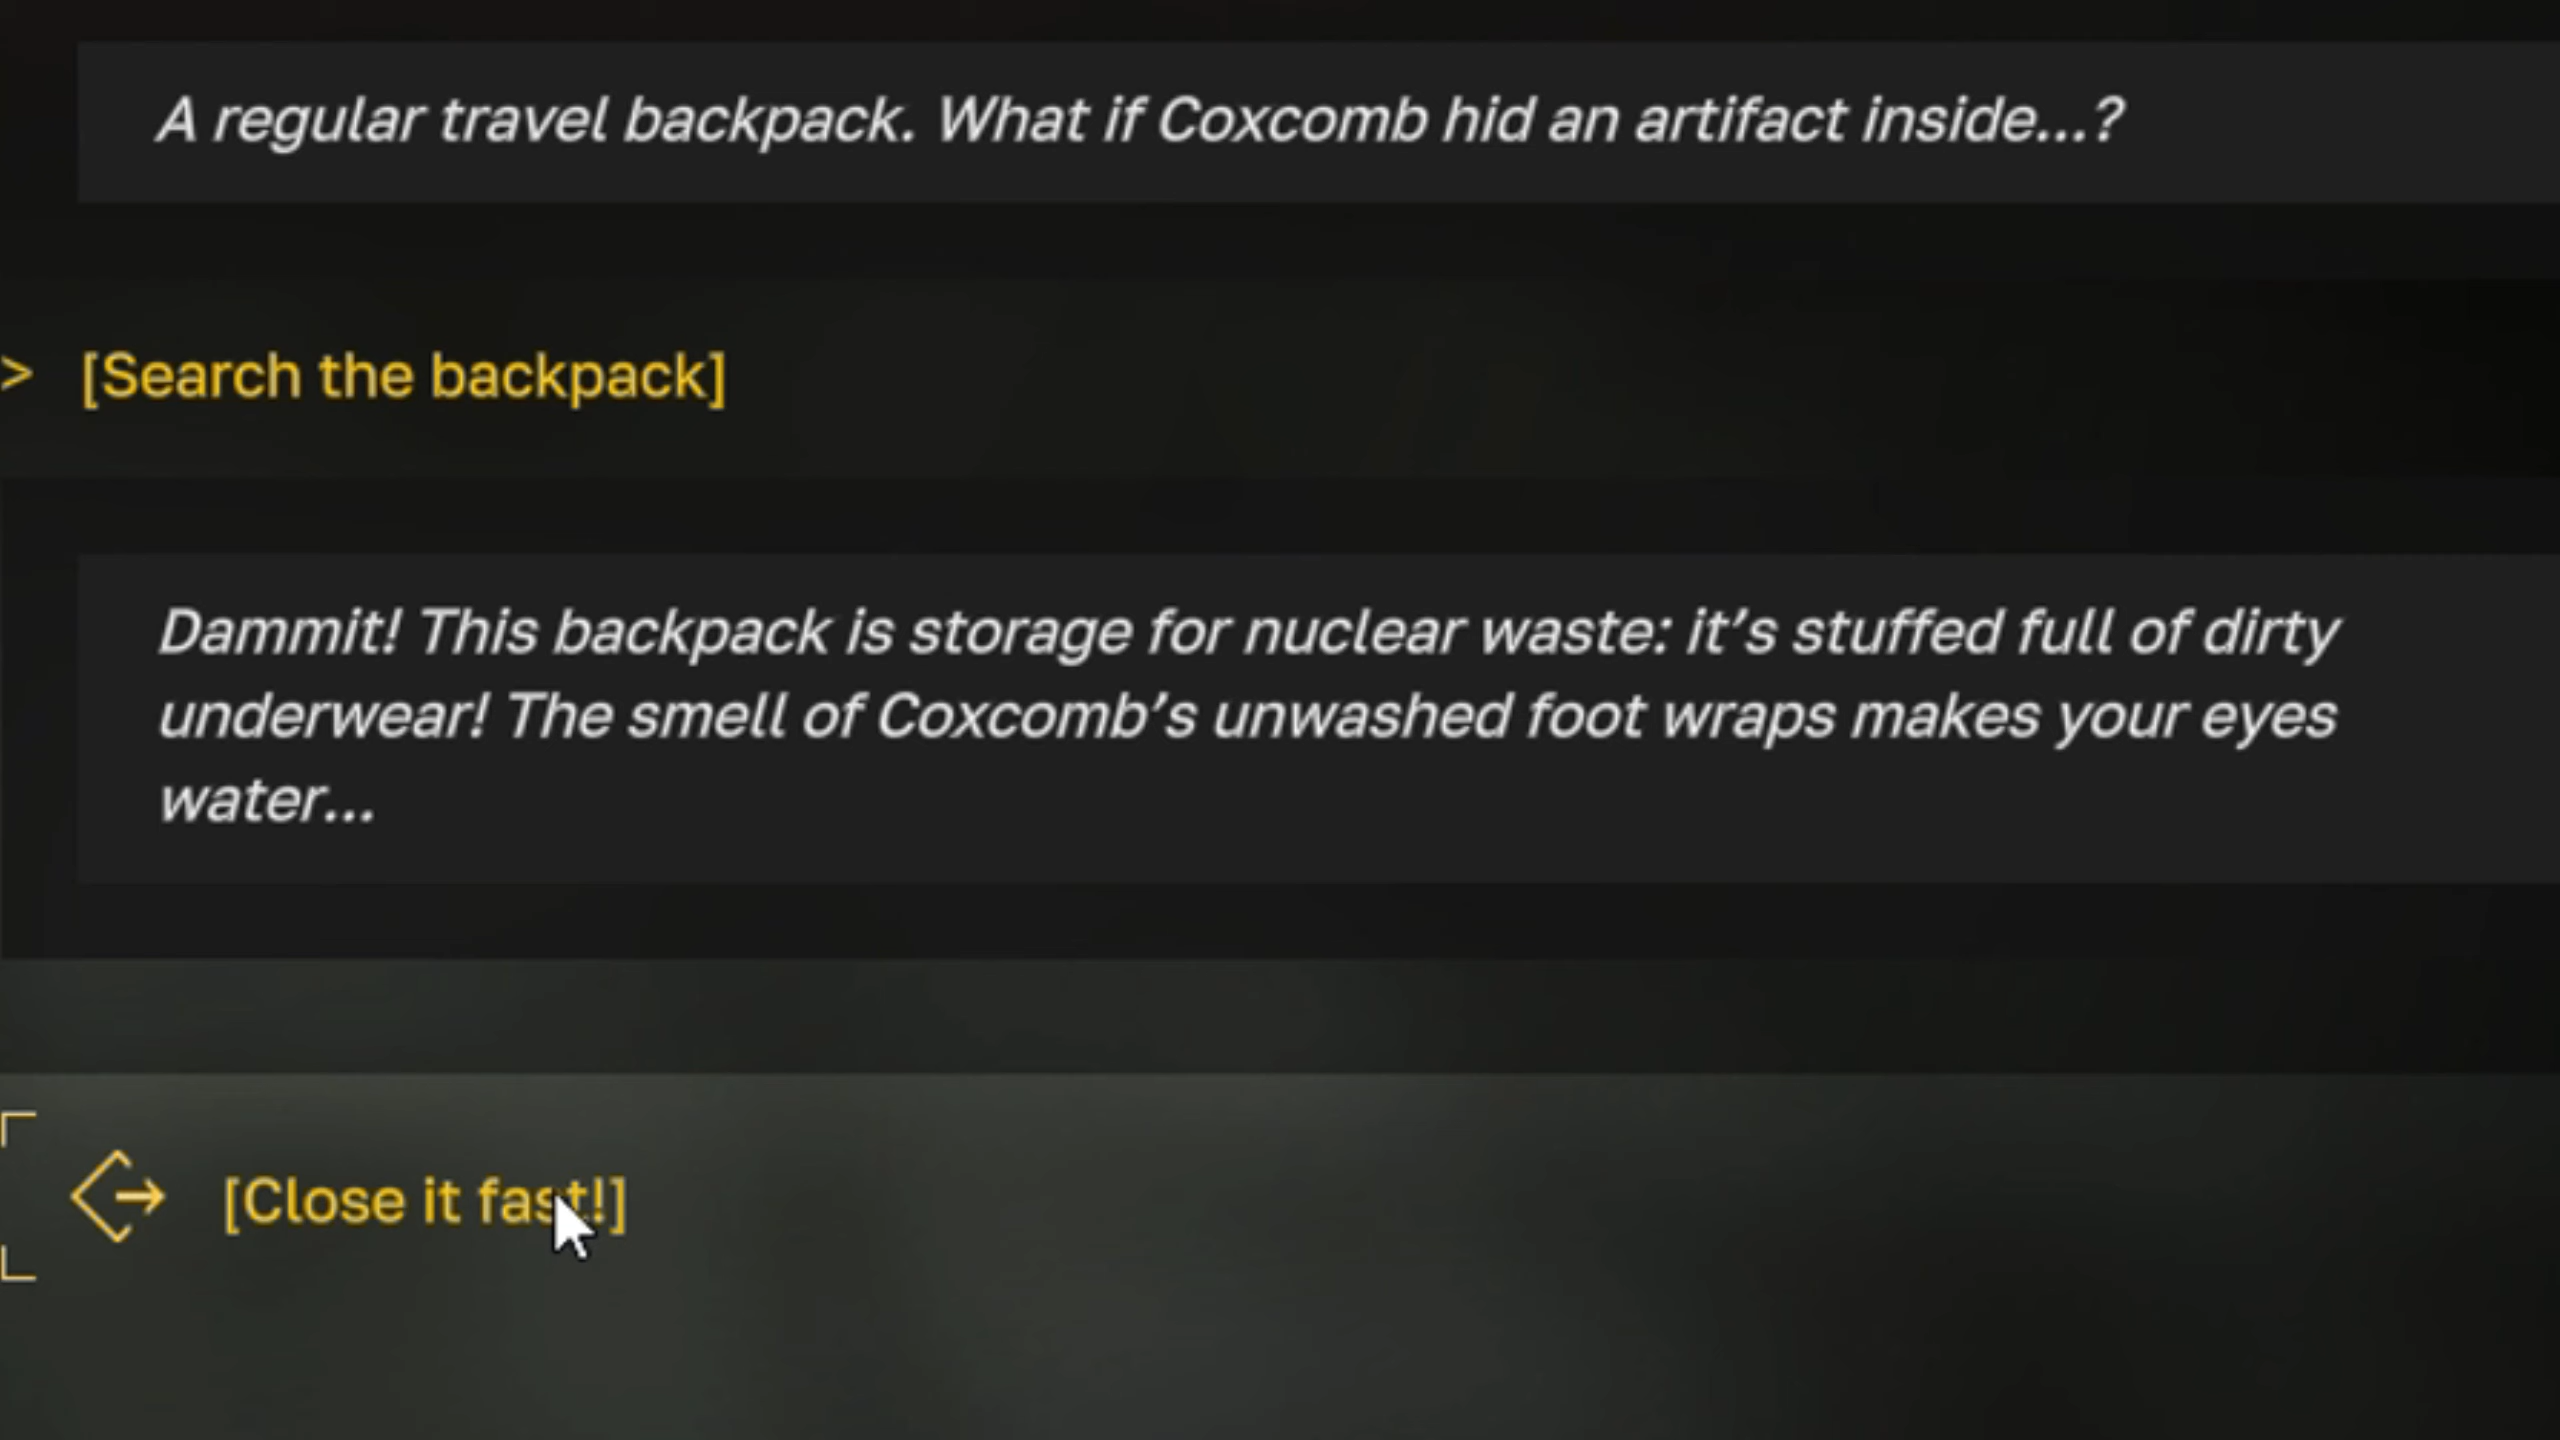 A regular travel backpack. What if Coxcomb hid an artifact inside...?
> [Search the backpack]
Dammit! This backpack is storage for nuclear waste: it’s stuffed full of dirty
underwear! The smell of Coxcomb’s unwashed foot wraps makes your eyes
water...
[Close it fast!]